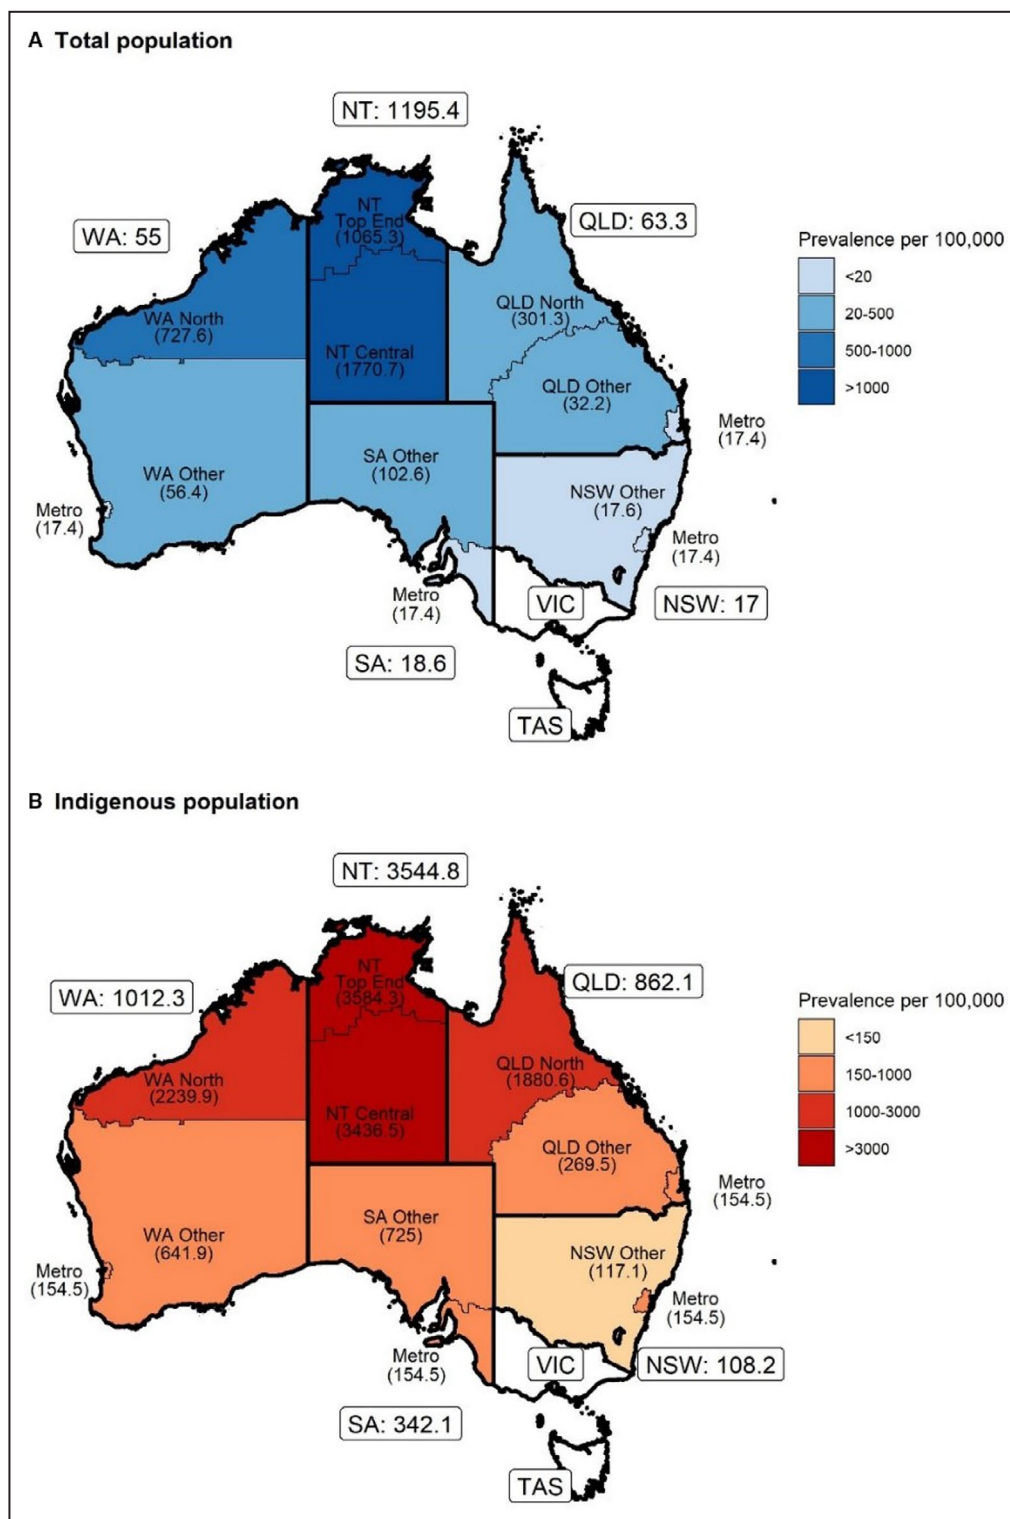 A Total population
NT: 1195.4
WA: 55
QLD: 63.3
NT
Top End
(1065.3)
Prevalence per 100,000
<20
20-500
500-1000
>1000
WA North
(727.6)
QLD North
(301.3)
NT Central
(1770.7)
QLD Other
(32.2)
Metro
(17.4)
SA Other
(102.6)
WA Other
(56.4)
NSW Other
(17.6)
Metro
(17.4)
Metro
(17.4)
Metro
(17.4)
VIC
NSW: 17
SA: 18.6
TAS
B Indigenous population
NT: 3544.8
WA: 1012.3
QLD: 862.1
NT
Top End
(3584.3)
Prevalence per 100,000
<150
150-1000
1000-3000
>3000
WA North
(2239.9)
QLD North
(1880.6)
NT Central
(3436.5)
QLD Other
(269.5)
Metro
(154.5)
SA Other
(725)
WA Other
(641.9)
NSW Other
(117.1)
Metro
(154.5)
Metro
(154.5)
Metro
(154.5)
VIC
NSW: 108.2
SA: 342.1
TAS